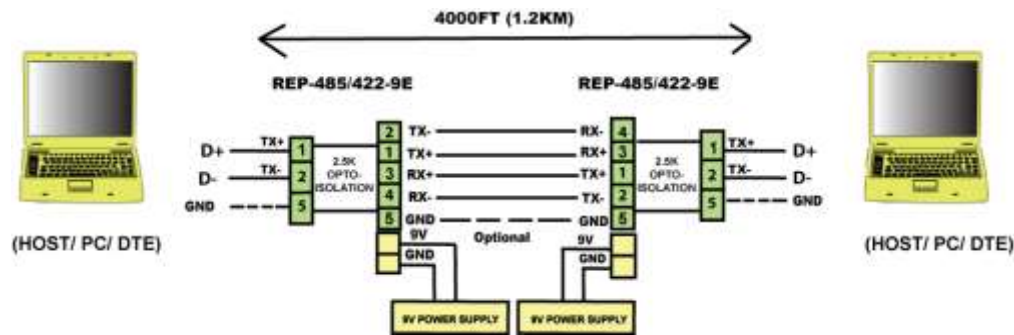 4000FT (1.2KM)
REP-485/422-9E REP-485/422-9E
2 TX- RX- 4
D+ TX+ 1 1 TX+ RX+ 3 1 TX+ D+
2.5K OPTO-ISOLATION
3 RX+ TX+ 1
2.5K OPTO-ISOLATION
D- TX- 2 4 RX- TX- 2 2 TX- D-
GND 5 5 GND Optional GND 5 5 GND
9V 9V
GND GND
(HOST/ PC/ DTE) (HOST/ PC/ DTE)
9V POWER SUPPLY 9V POWER SUPPLY